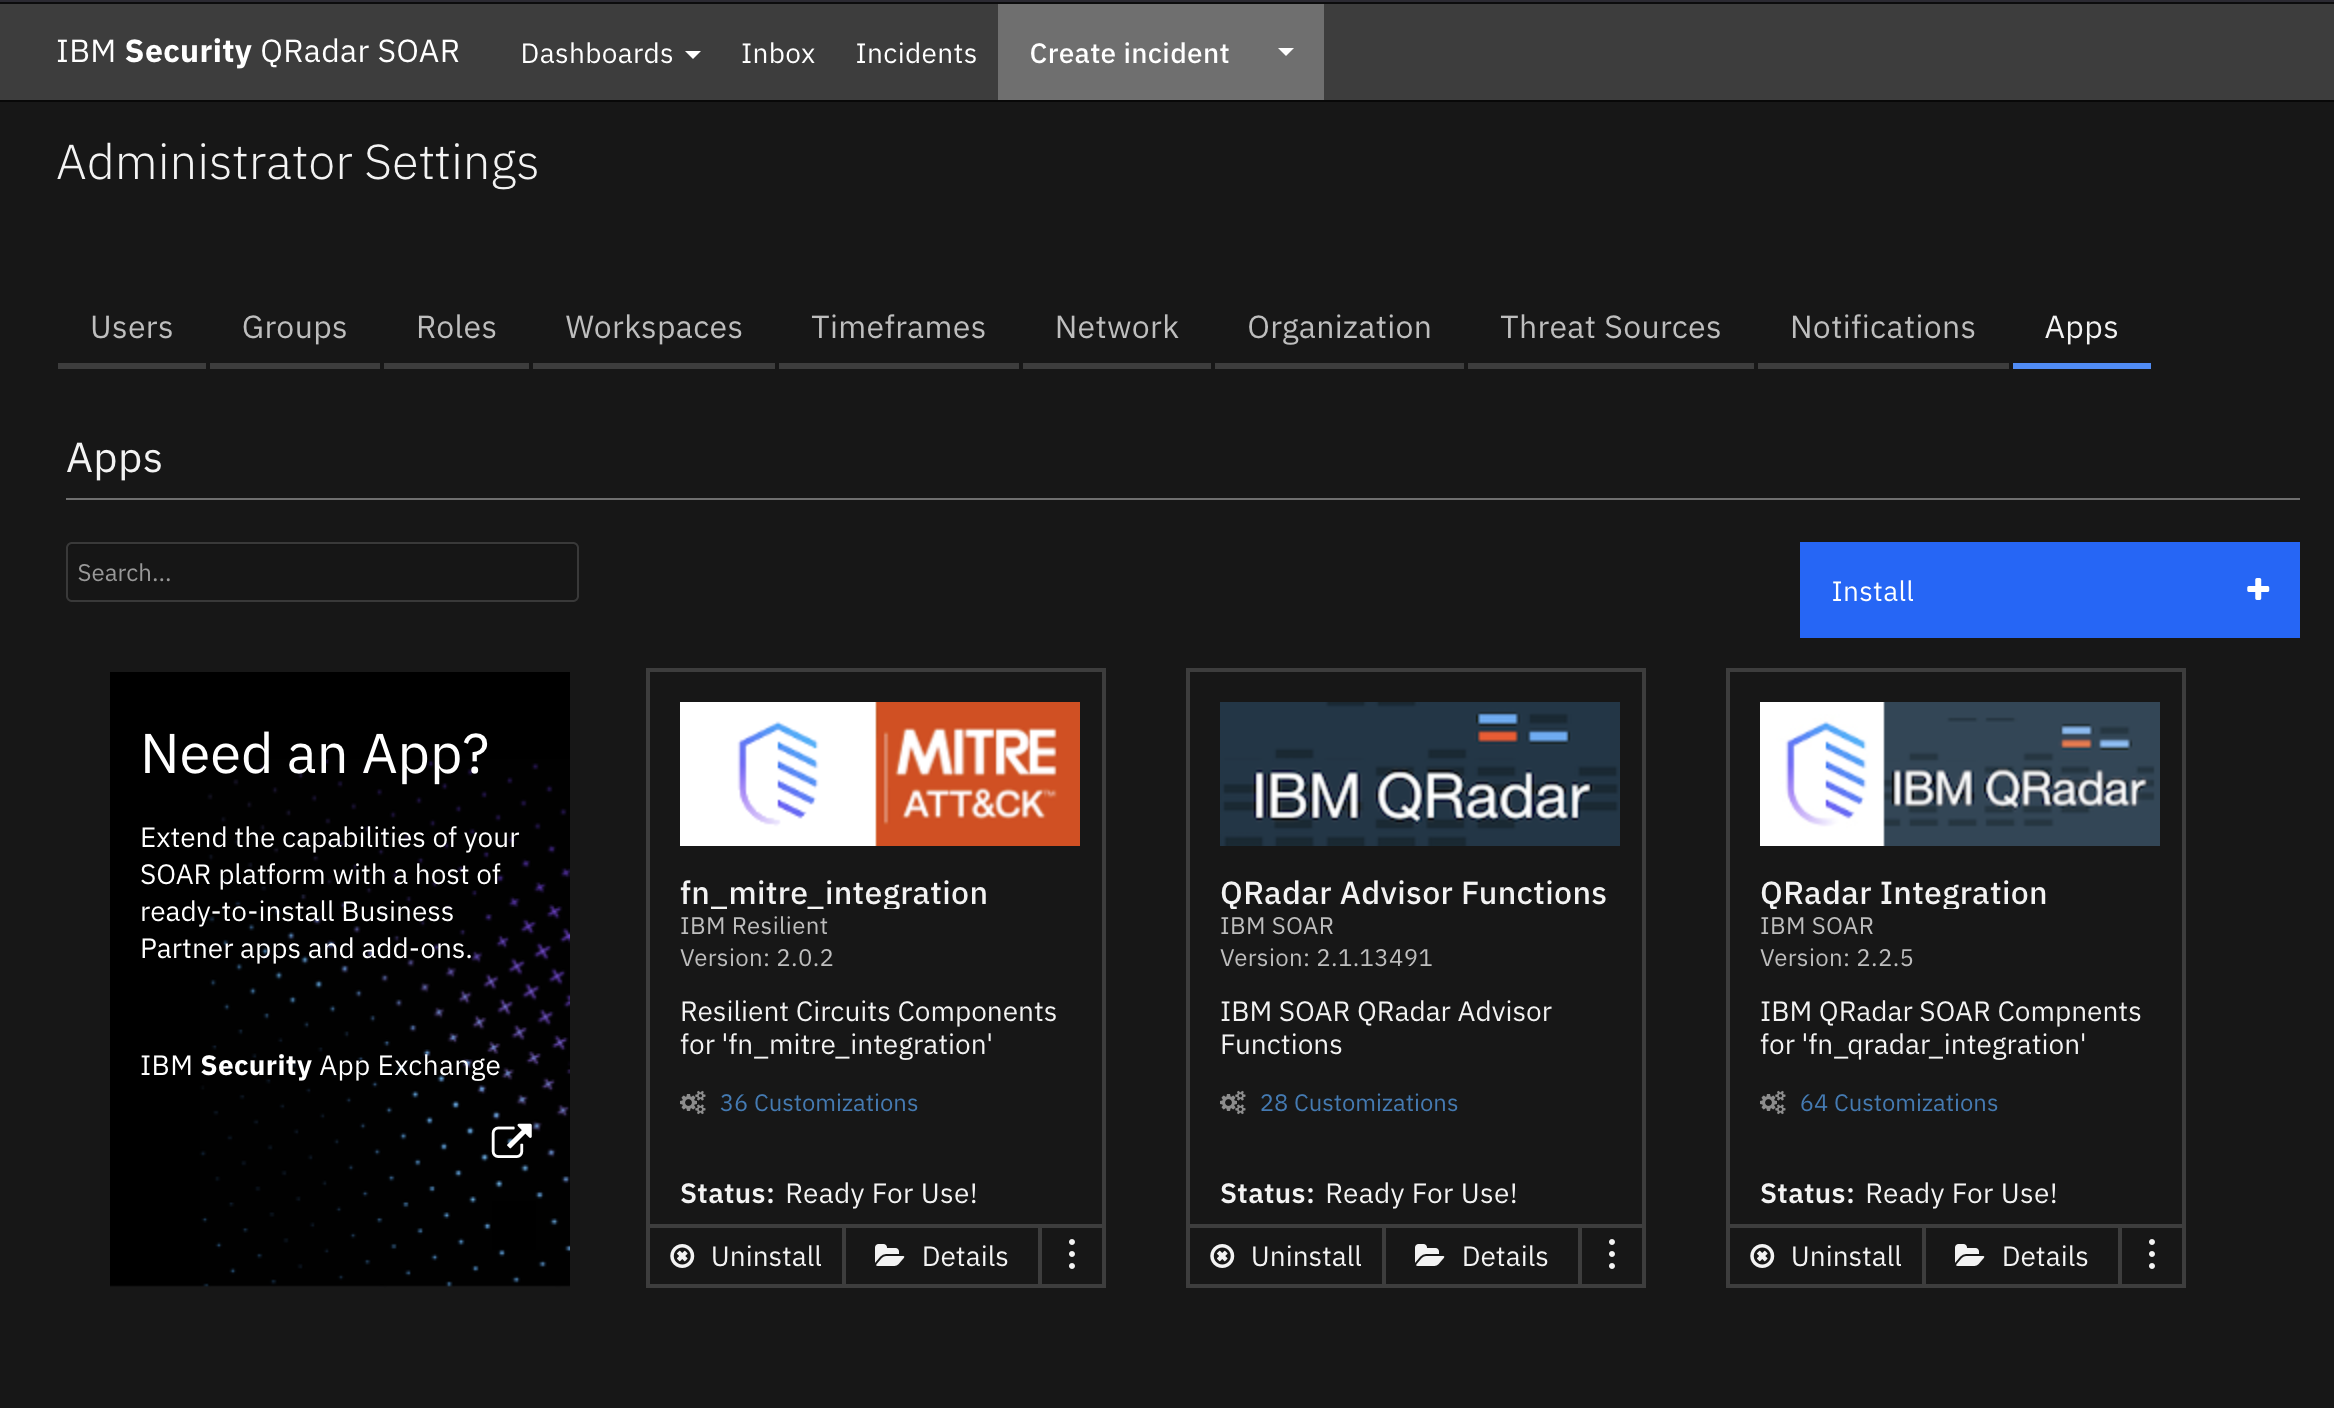 IBM Security QRadar SOAR Dashboards Inbox Incidents Create incident
Administrator Settings
Users Groups Roles Workspaces Timeframes Network Organization Threat Sources Notifications Apps
Apps
Search...
Install
Need an App?
Extend the capabilities of your
SOAR platform with a host of
ready-to-install Business
Partner apps and add-ons.
IBM Security App Exchange
MITRE
ATT&CK™
fn_mitre_integration
IBM Resilient
Version: 2.0.2
Resilient Circuits Components
for 'fn_mitre_integration'
36 Customizations
Status: Ready For Use!
Uninstall Details
IBM QRadar
QRadar Advisor Functions
IBM SOAR
Version: 2.1.13491
IBM SOAR QRadar Advisor
Functions
28 Customizations
Status: Ready For Use!
Uninstall Details
IBM QRadar
QRadar Integration
IBM SOAR
Version: 2.2.5
IBM QRadar SOAR Compnents
for 'fn_qradar_integration'
64 Customizations
Status: Ready For Use!
Uninstall Details